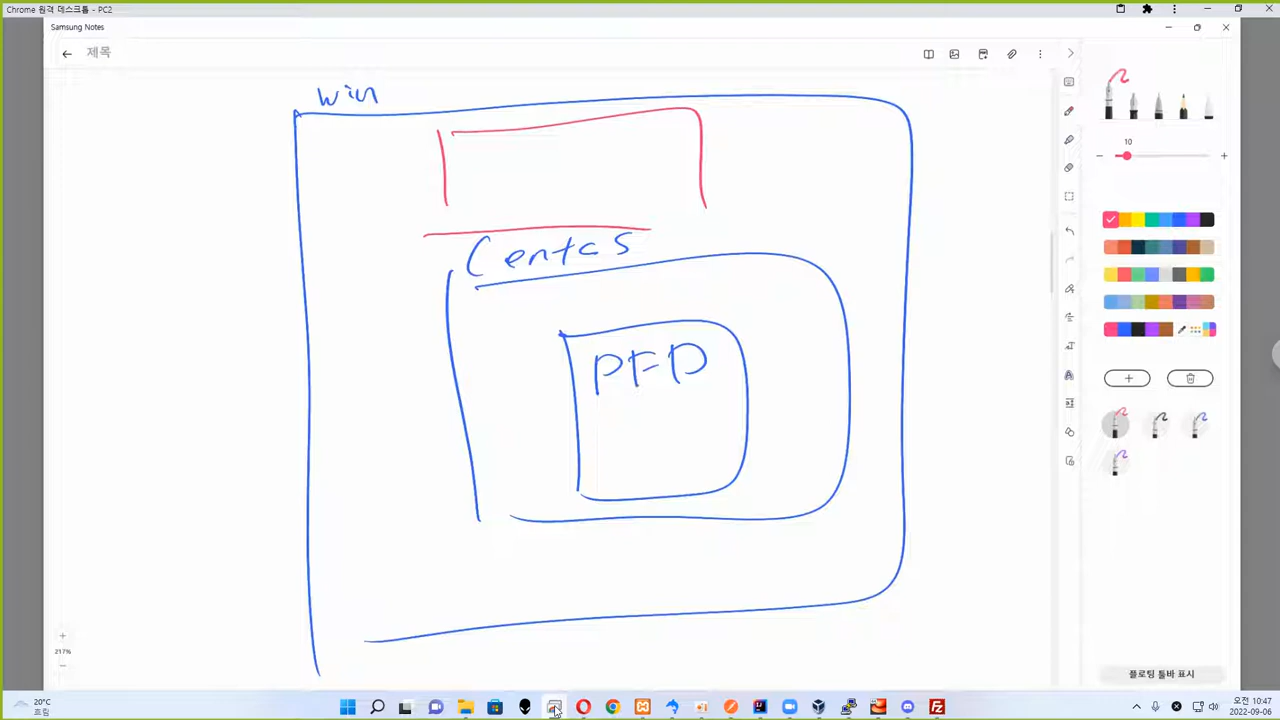 Chrome 원격 데스크톱 - PC2
Samsung Notes
제목
win
Centos
PFD
10
217%
플로팅 툴바 표시
20°C
흐림
오전 10:47
2022-09-06